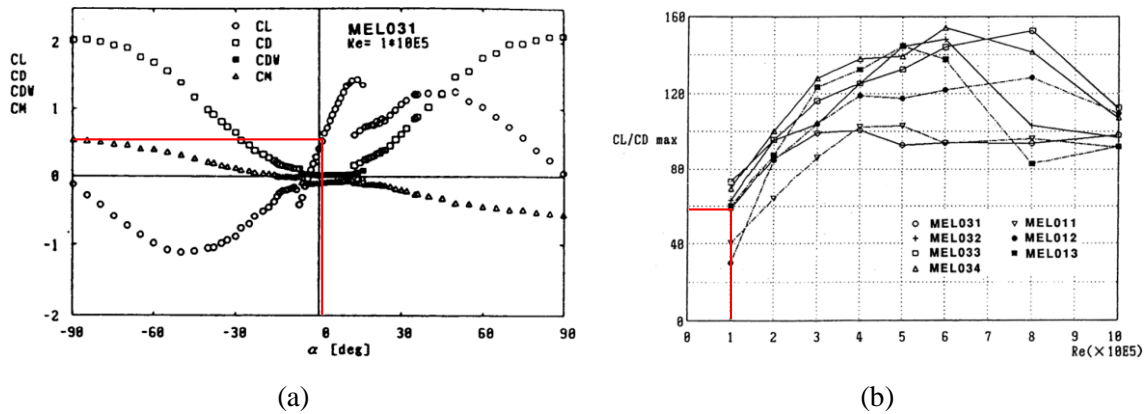 MEL031
Re= 1*10E5
CL
CD
CDW
CM
CL
CD
CDW
CM
2
1
0
-1
-2
-90
-60
-30
0
30
60
90
α [deg]
(a)
160
120
CL/CD max
80
40
0
0
1
2
3
4
5
6
7
8
9
10
Re(×10E5)
MEL031
MEL032
MEL033
MEL034
MEL011
MEL012
MEL013
(b)